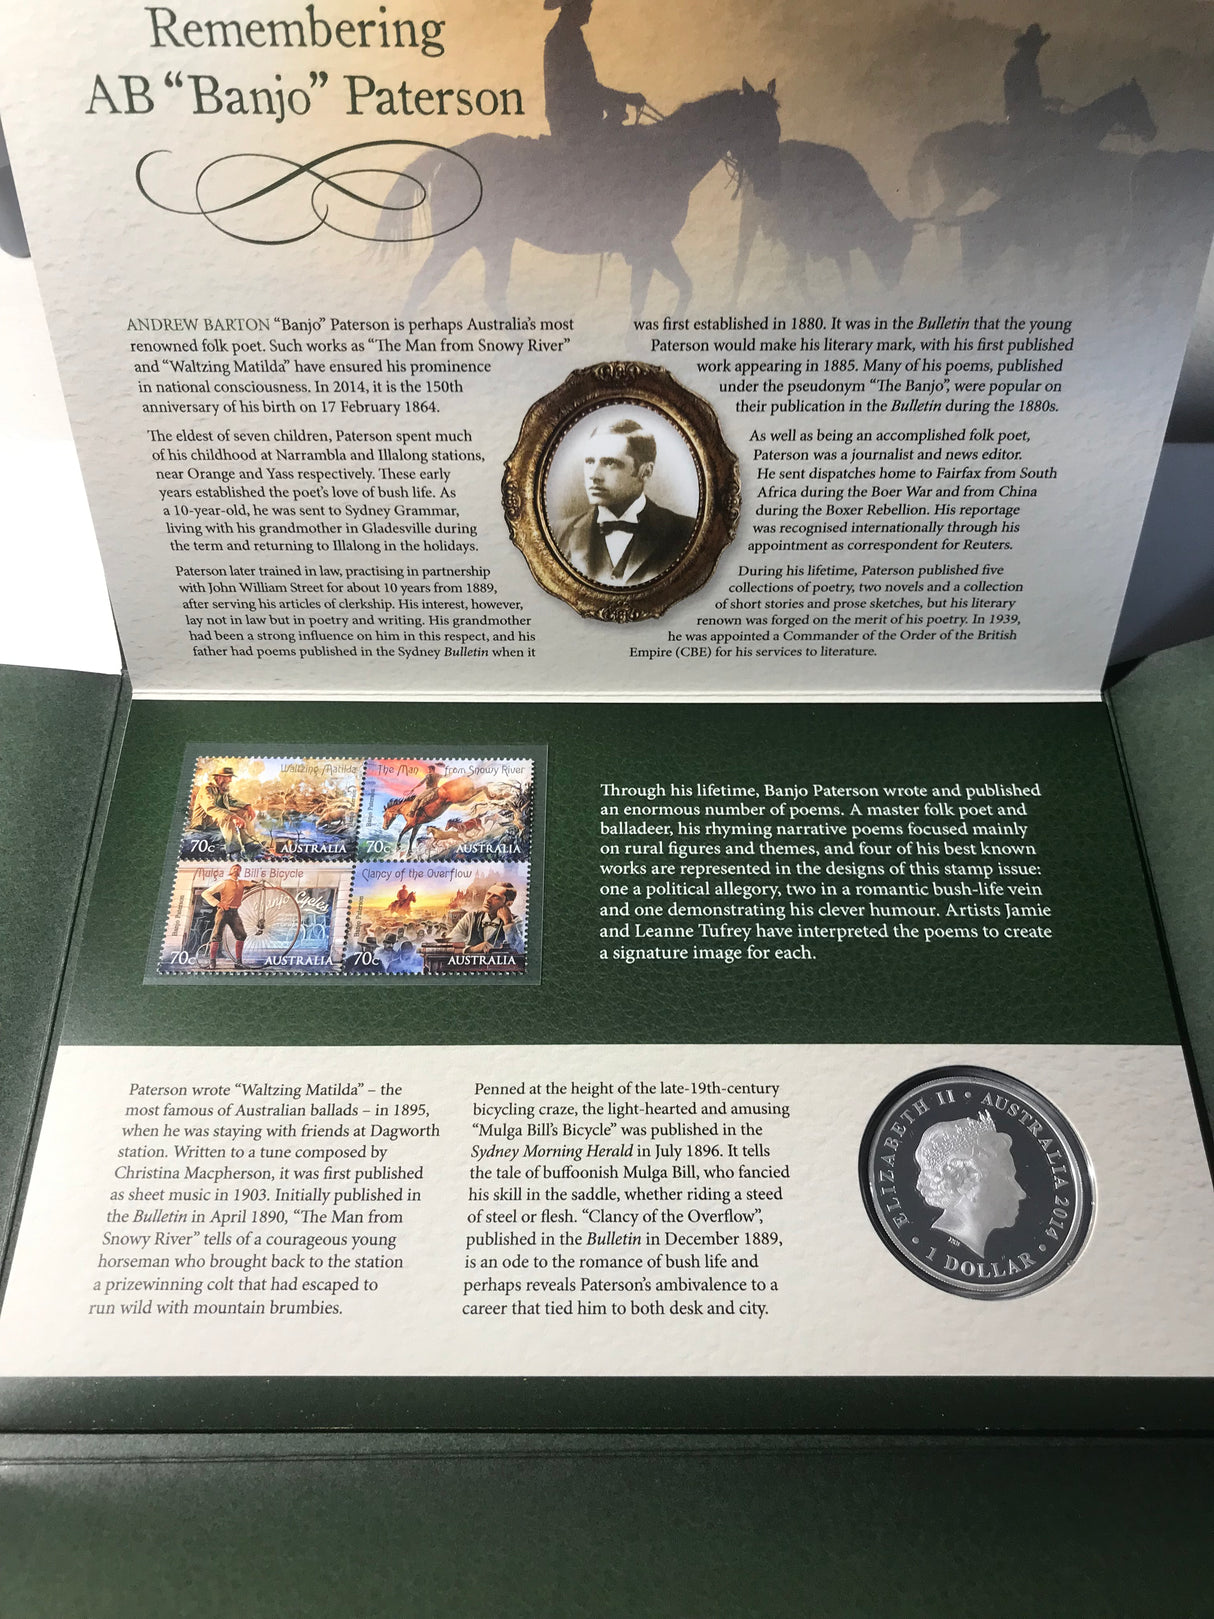 Remembering
AB “Banjo” Paterson
ANDREW BARTON “Banjo” Paterson is perhaps Australia’s most
renowned folk poet. Such works as “The Man from Snowy River”
and “Waltzing Matilda” have ensured his prominence
in national consciousness. In 2014, it is the 150th
anniversary of his birth on 17 February 1864.
The eldest of seven children, Paterson spent much
of his childhood at Narrambla and Illalong stations,
near Orange and Yass respectively. These early
years established the poet’s love of bush life. As
a 10-year-old, he was sent to Sydney Grammar,
living with his grandmother in Gladesville during
the term and returning to Illalong in the holidays.
Paterson later trained in law, practising in partnership
with John William Street for about 10 years from 1889,
after serving his articles of clerkship. His interest, however,
lay not in law but in poetry and writing. His grandmother
had been a strong influence on him in this respect, and his
father had poems published in the Sydney Bulletin when it
was first established in 1880. It was in the Bulletin that the young
Paterson would make his literary mark, with his first published
work appearing in 1885. Many of his poems, published
under the pseudonym “The Banjo”, were popular on
their publication in the Bulletin during the 1880s.
As well as being an accomplished folk poet,
Paterson was a journalist and news editor.
He sent dispatches home to Fairfax from South
Africa during the Boer War and from China
during the Boxer Rebellion. His reportage
was recognised internationally through his
appointment as correspondent for Reuters.
During his lifetime, Paterson published five
collections of poetry, two novels and a collection
of short stories and prose sketches, but his literary
renown was forged on the merit of his poetry. In 1939,
he was appointed a Commander of the Order of the British
Empire (CBE) for his services to literature.
Waltzing Matilda
70c AUSTRALIA
The Man from Snowy River
Banjo Paterson
70c AUSTRALIA
Mulga Bill's Bicycle
Banjo Paterson
Banjo Cycles
70c AUSTRALIA
Clancy of the Overflow
Banjo Paterson
70c AUSTRALIA
Through his lifetime, Banjo Paterson wrote and published
an enormous number of poems. A master folk poet and
balladeer, his rhyming narrative poems focused mainly
on rural figures and themes, and four of his best known
works are represented in the designs of this stamp issue:
one a political allegory, two in a romantic bush-life vein
and one demonstrating his clever humour. Artists Jamie
and Leanne Tufrey have interpreted the poems to create
a signature image for each.
Paterson wrote “Waltzing Matilda” – the
most famous of Australian ballads – in 1895,
when he was staying with friends at Dagworth
station. Written to a tune composed by
Christina Macpherson, it was first published
as sheet music in 1903. Initially published in
the Bulletin in April 1890, “The Man from
Snowy River” tells of a courageous young
horseman who brought back to the station
a prizewinning colt that had escaped to
run wild with mountain brumbies.
Penned at the height of the late-19th-century
bicycling craze, the light-hearted and amusing
“Mulga Bill’s Bicycle” was published in the
Sydney Morning Herald in July 1896. It tells
the tale of buffoonish Mulga Bill, who fancied
his skill in the saddle, whether riding a steed
of steel or flesh. “Clancy of the Overflow”,
published in the Bulletin in December 1889,
is an ode to the romance of bush life and
perhaps reveals Paterson’s ambivalence to a
career that tied him to both desk and city.
ELIZABETH II • AUSTRALIA 2014
• 1 DOLLAR •